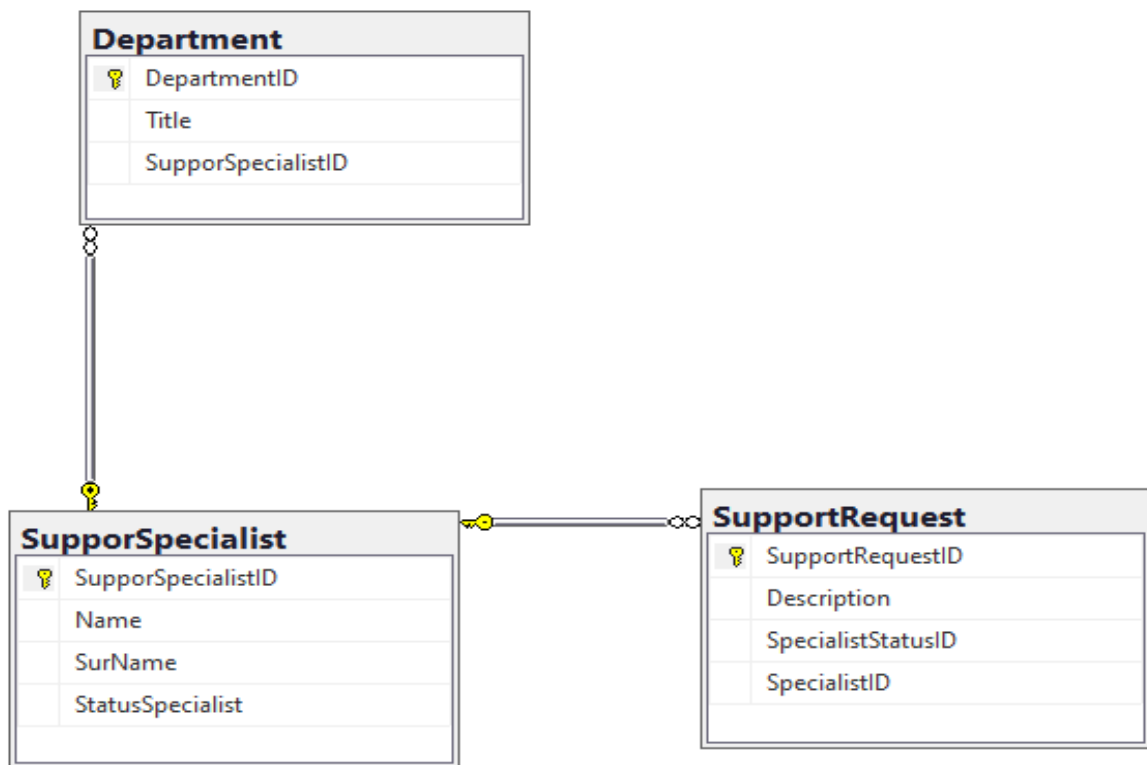 Department
DepartmentID
Title
SupporSpecialistID
SupporSpecialist
SupporSpecialistID
Name
SurName
StatusSpecialist
SupportRequest
SupportRequestID
Description
SpecialistStatusID
SpecialistID